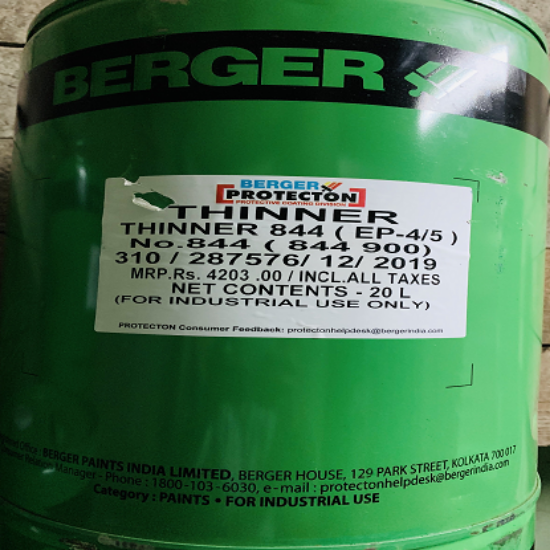 BERGER
BERGER
PROTECTON
PROTECTIVE COATING DIVISION
THINNER
THINNER 844 ( EP-4/5 )
No.844 ( 844 900)
310 / 287576/ 12/ 2019
MRP.Rs. 4203 .00 / INCL.ALL TAXES
NET CONTENTS - 20 L
(FOR INDUSTRIAL USE ONLY)
PROTECTON Consumer Feedback: protectonhelpdesk@bergerindia.com
Office : BERGER PAINTS INDIA LIMITED, BERGER HOUSE, 129 PARK STREET, KOLKATA 700 017
Relation Manager - Phone : 1800-103-6030, e-mail : protectonhelpdesk@bergerindia.com
Category : PAINTS • FOR INDUSTRIAL USE